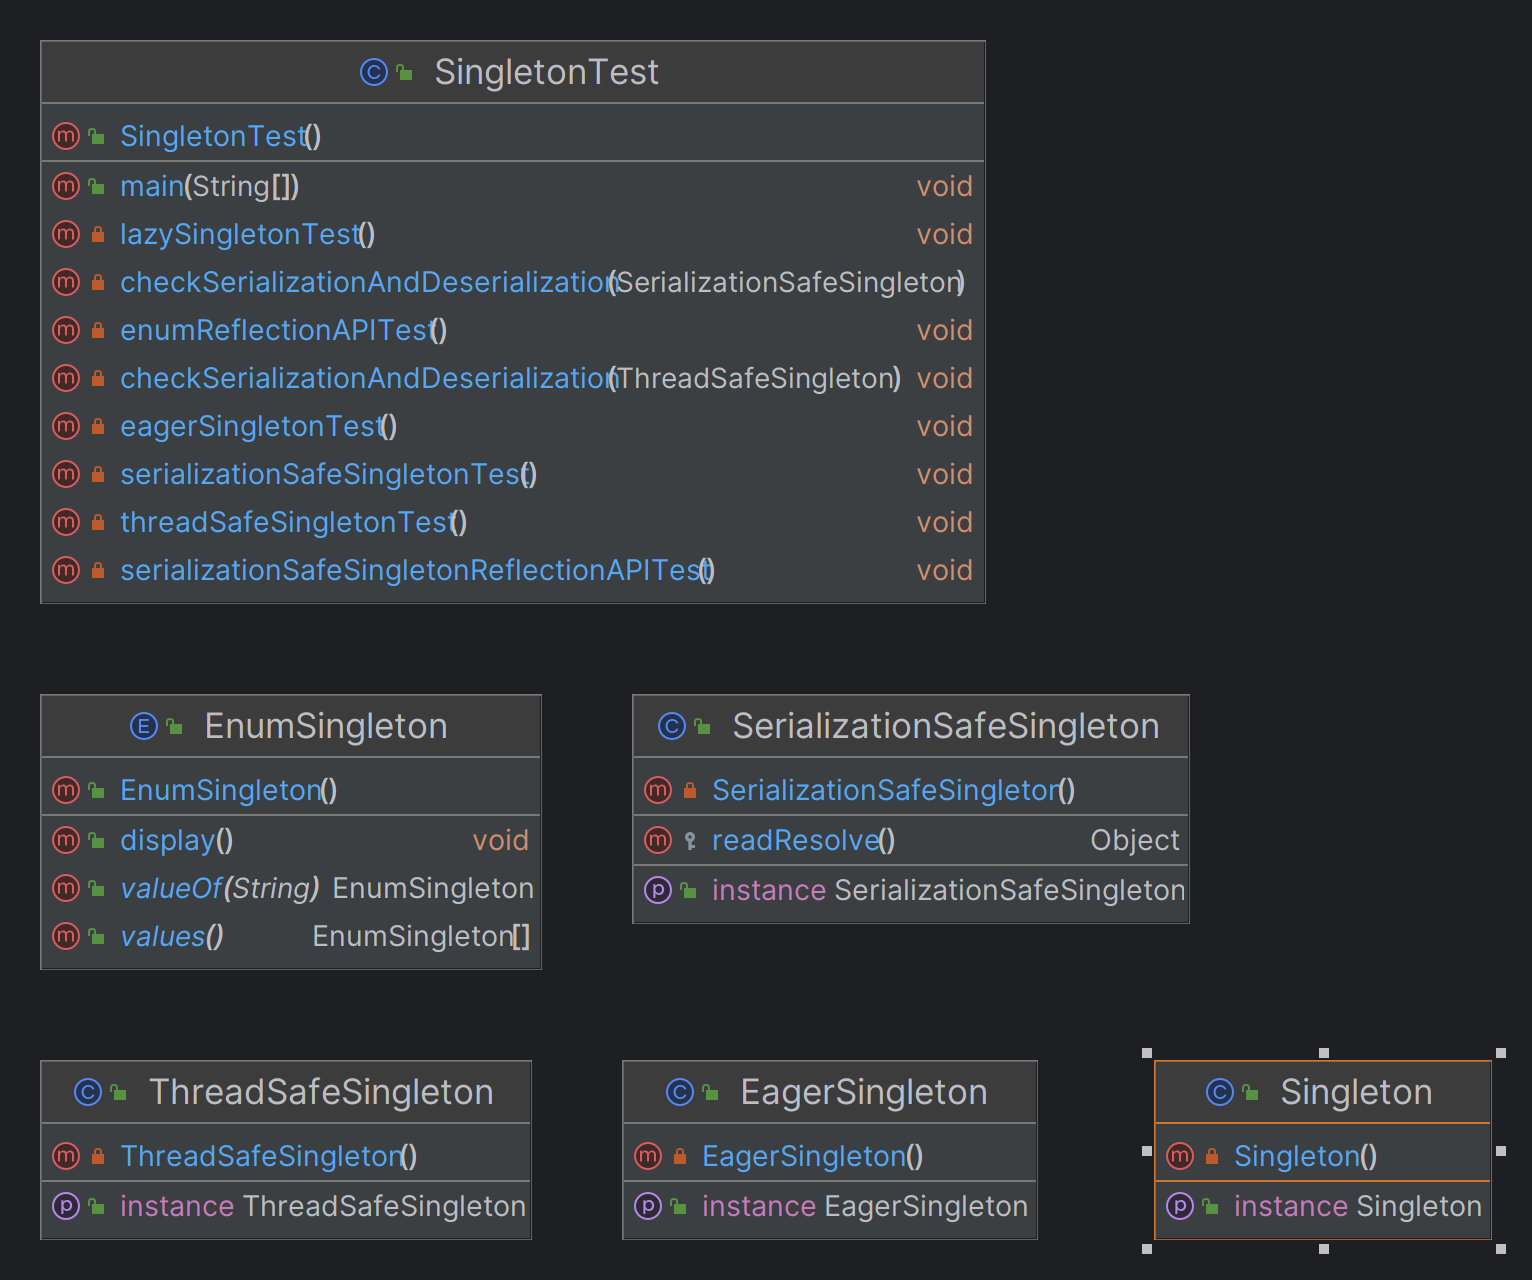 SingletonTest
SingletonTest()
main(String[]) void
lazySingletonTest() void
checkSerializationAndDeserialization(SerializationSafeSingleton)
enumReflectionAPITest() void
checkSerializationAndDeserialization(ThreadSafeSingleton) void
eagerSingletonTest() void
serializationSafeSingletonTest() void
threadSafeSingletonTest() void
serializationSafeSingletonReflectionAPITest() void
EnumSingleton
EnumSingleton()
display() void
valueOf(String) EnumSingleton
values() EnumSingleton[]
SerializationSafeSingleton
SerializationSafeSingleton()
readResolve() Object
instance SerializationSafeSingleton
ThreadSafeSingleton
ThreadSafeSingleton()
instance ThreadSafeSingleton
EagerSingleton
EagerSingleton()
instance EagerSingleton
Singleton
Singleton()
instance Singleton